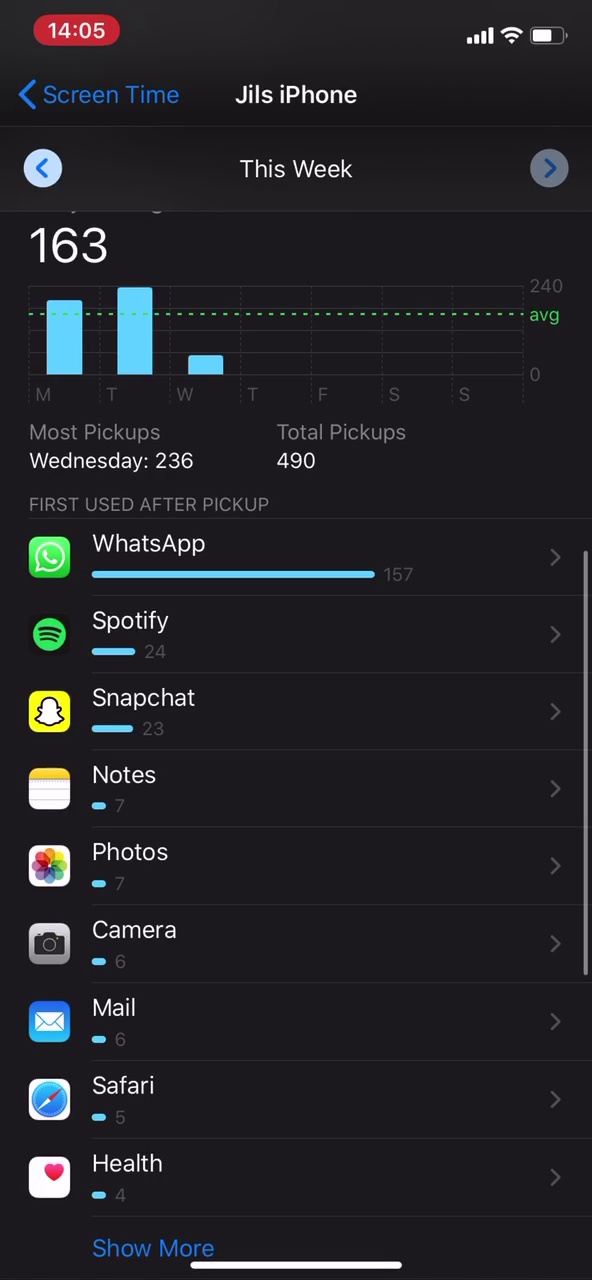 14:05
Screen Time
Jils iPhone
This Week
163
240
avg
0
M T W T F S S
Most Pickups Total Pickups
Wednesday: 236 490
FIRST USED AFTER PICKUP
WhatsApp
157
Spotify
24
Snapchat
23
Notes
7
Photos
7
Camera
6
Mail
6
Safari
5
Health
4
Show More